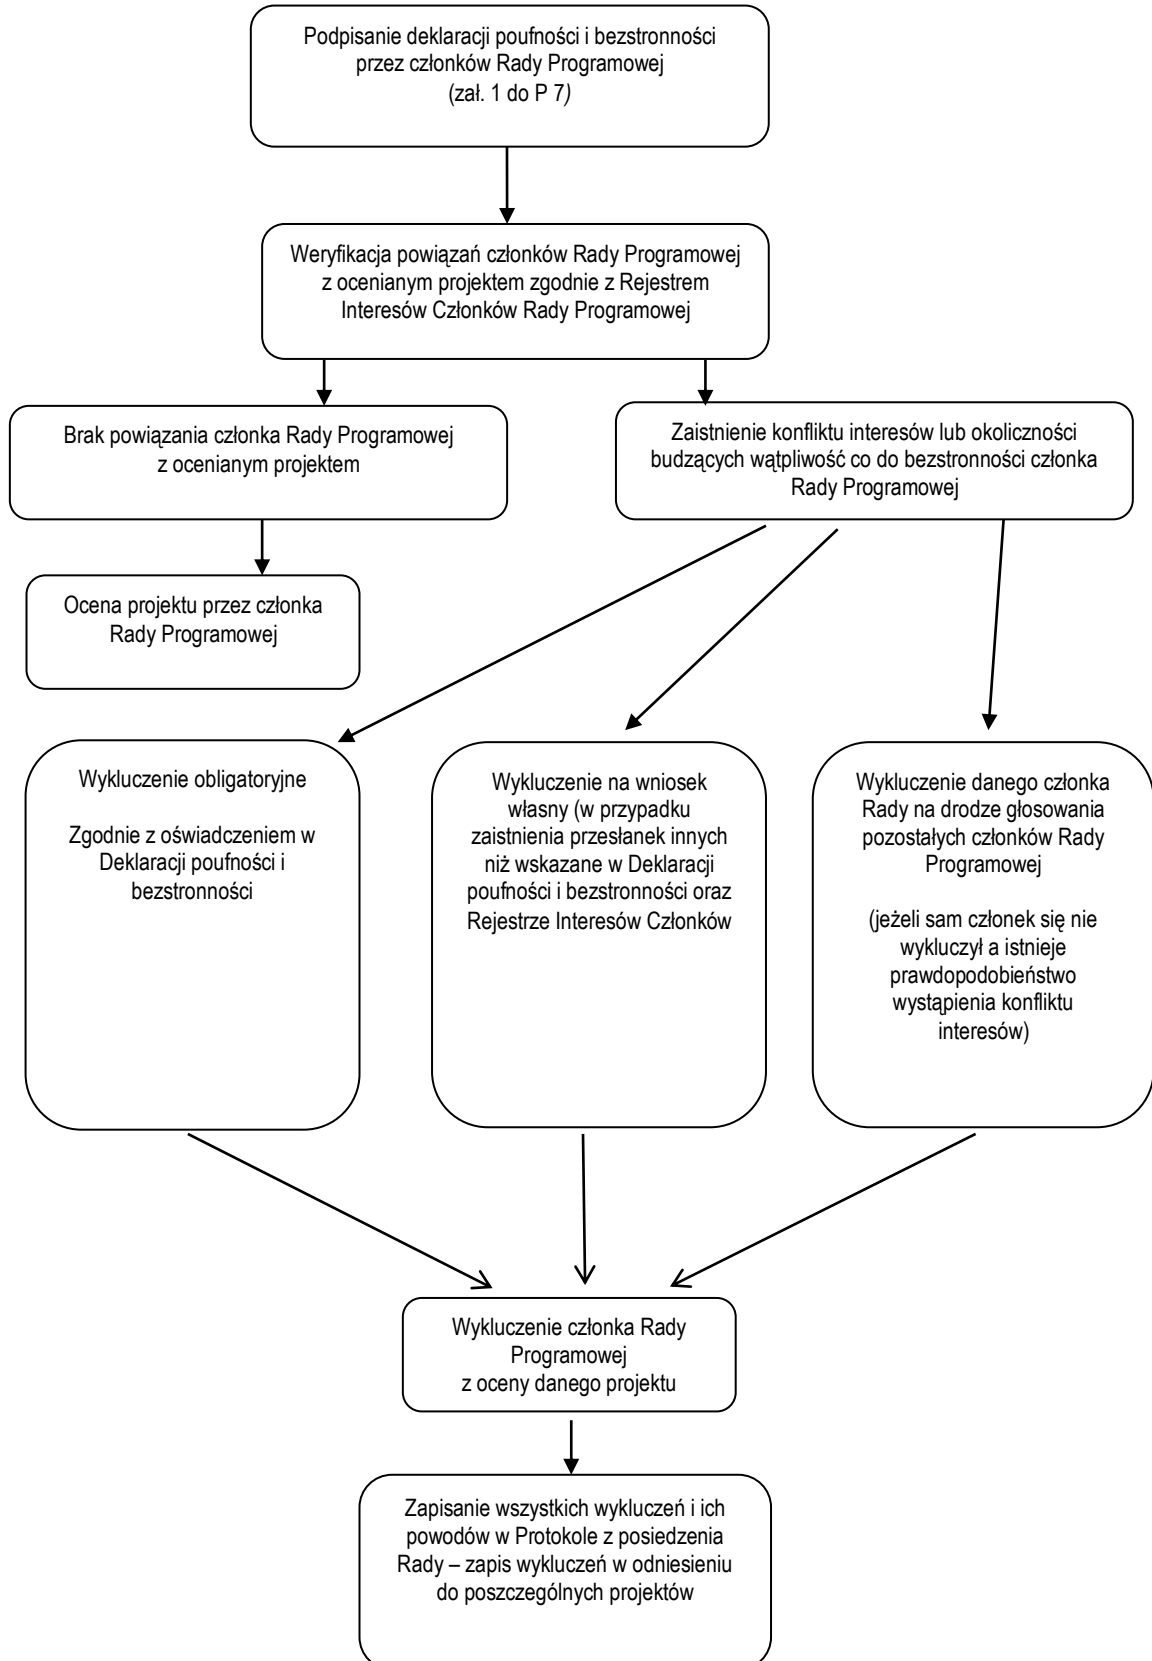 Podpisanie deklaracji poufności i bezstronności
przez członków Rady Programowej
(zał. 1 do P 7)
Weryfikacja powiązań członków Rady Programowej
z ocenianym projektem zgodnie z Rejestrem
Interesów Członków Rady Programowej
Brak powiązania członka Rady Programowej
z ocenianym projektem
Zaistnienie konfliktu interesów lub okoliczności
budzących wątpliwość co do bezstronności członka
Rady Programowej
Ocena projektu przez członka
Rady Programowej
Wykluczenie obligatoryjne
Zgodnie z oświadczeniem w
Deklaracji poufności i
bezstronności
Wykluczenie na wniosek
własny (w przypadku
zaistnienia przesłanek innych
niż wskazane w Deklaracji
poufności i bezstronności oraz
Rejestrze Interesów Członków
Wykluczenie danego członka
Rady na drodze głosowania
pozostałych członków Rady
Programowej
(jeżeli sam członek się nie
wykluczył a istnieje
prawdopodobieństwo
wystąpienia konfliktu
interesów)
Wykluczenie członka Rady
Programowej
z oceny danego projektu
Zapisanie wszystkich wykluczeń i ich
powodów w Protokole z posiedzenia
Rady – zapis wykluczeń w odniesieniu
do poszczególnych projektów